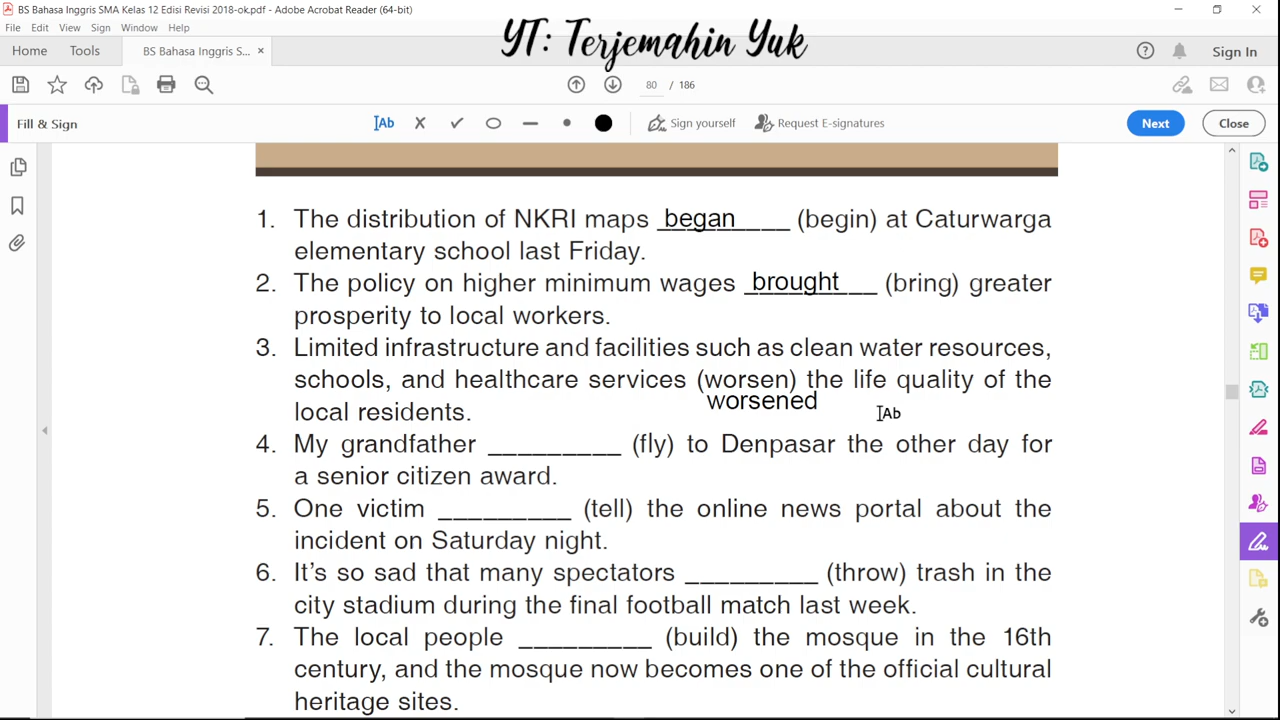 BS Bahasa Inggris SMA Kelas 12 Edisi Revisi 2018-ok.pdf - Adobe Acrobat Reader (64-bit)
YT: Terjemahin Yuk
File Edit View Sign Window Help
Home Tools BS Bahasa Inggris S... × Sign In
80 / 186
Fill & Sign Ab Sign yourself Request E-signatures Next Close
1. The distribution of NKRI maps began _________ (begin) at Caturwarga
elementary school last Friday.
2. The policy on higher minimum wages brought _________ (bring) greater
prosperity to local workers.
3. Limited infrastructure and facilities such as clean water resources,
schools, and healthcare services (worsen) the life quality of the
worsened Ab
local residents.
4. My grandfather _________ (fly) to Denpasar the other day for
a senior citizen award.
5. One victim _________ (tell) the online news portal about the
incident on Saturday night.
6. It's so sad that many spectators _________ (throw) trash in the
city stadium during the final football match last week.
7. The local people _________ (build) the mosque in the 16th
century, and the mosque now becomes one of the official cultural
heritage sites.